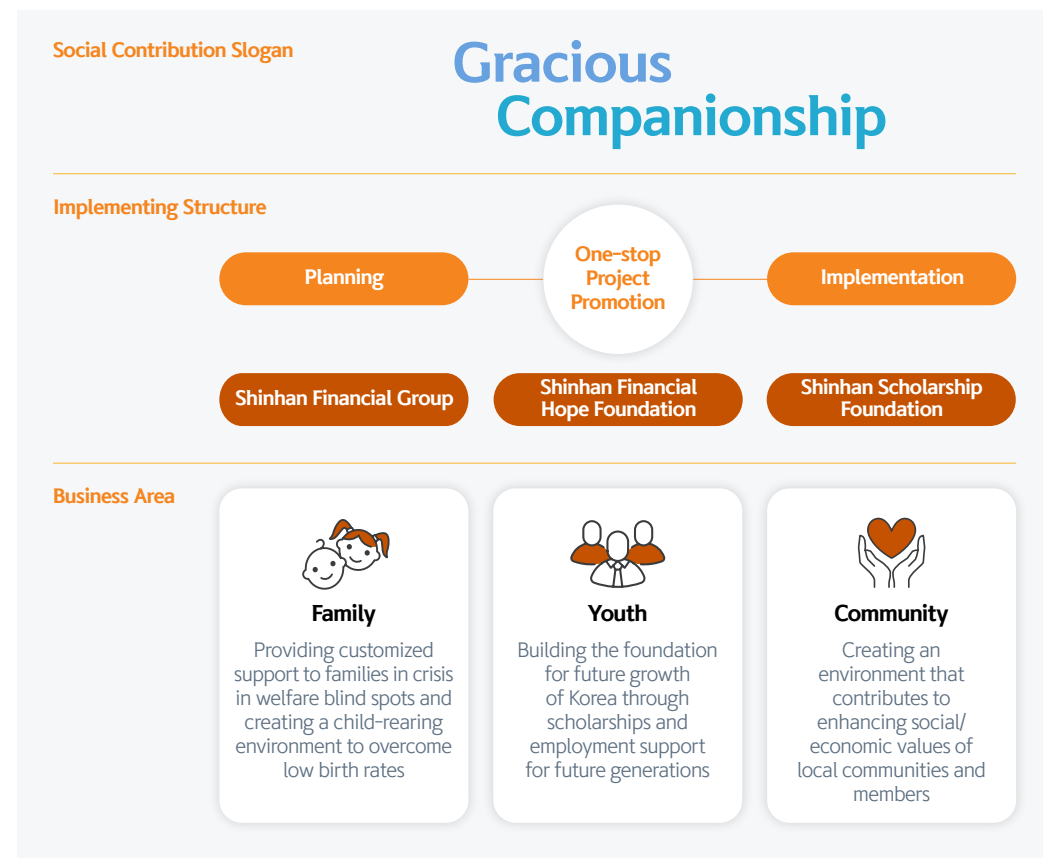 Social Contribution Slogan
Gracious
Companionship
Implementing Structure
Planning
One-stop
Project
Promotion
Implementation
Shinhan Financial Group
Shinhan Financial
Hope Foundation
Shinhan Scholarship
Foundation
Business Area
Family
Providing customized
support to families in crisis
in welfare blind spots and
creating a child-rearing
environment to overcome
low birth rates
Youth
Building the foundation
for future growth
of Korea through
scholarships and
employment support
for future generations
Community
Creating an
environment that
contributes to
enhancing social/
economic values of
local communities and
members